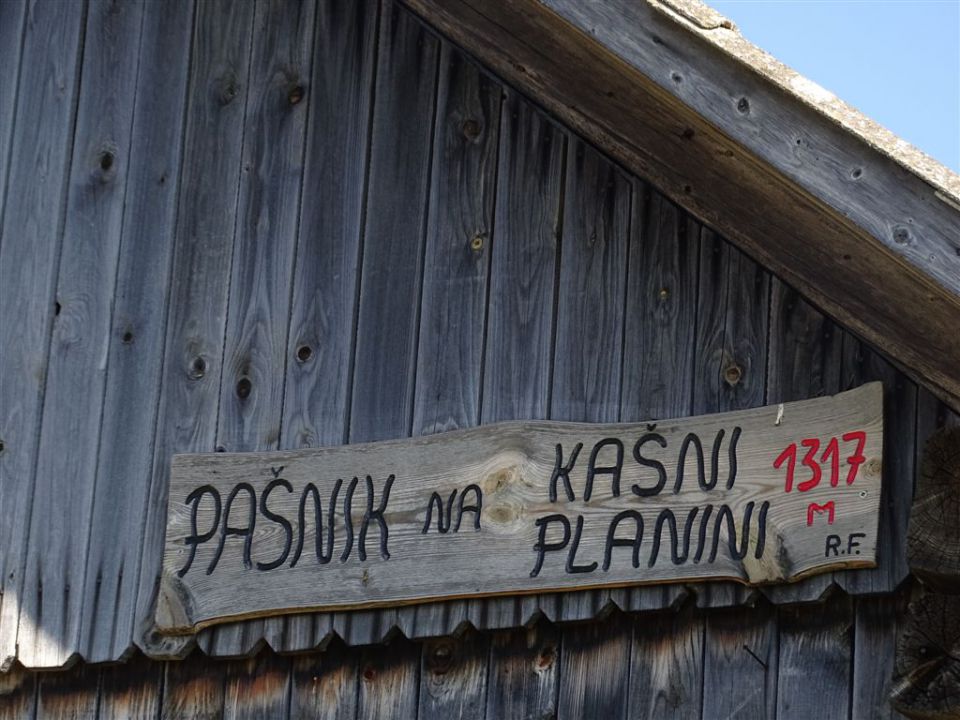 PAŠNIK NA KAŠNI
PLANINI
1317
M
R.F.